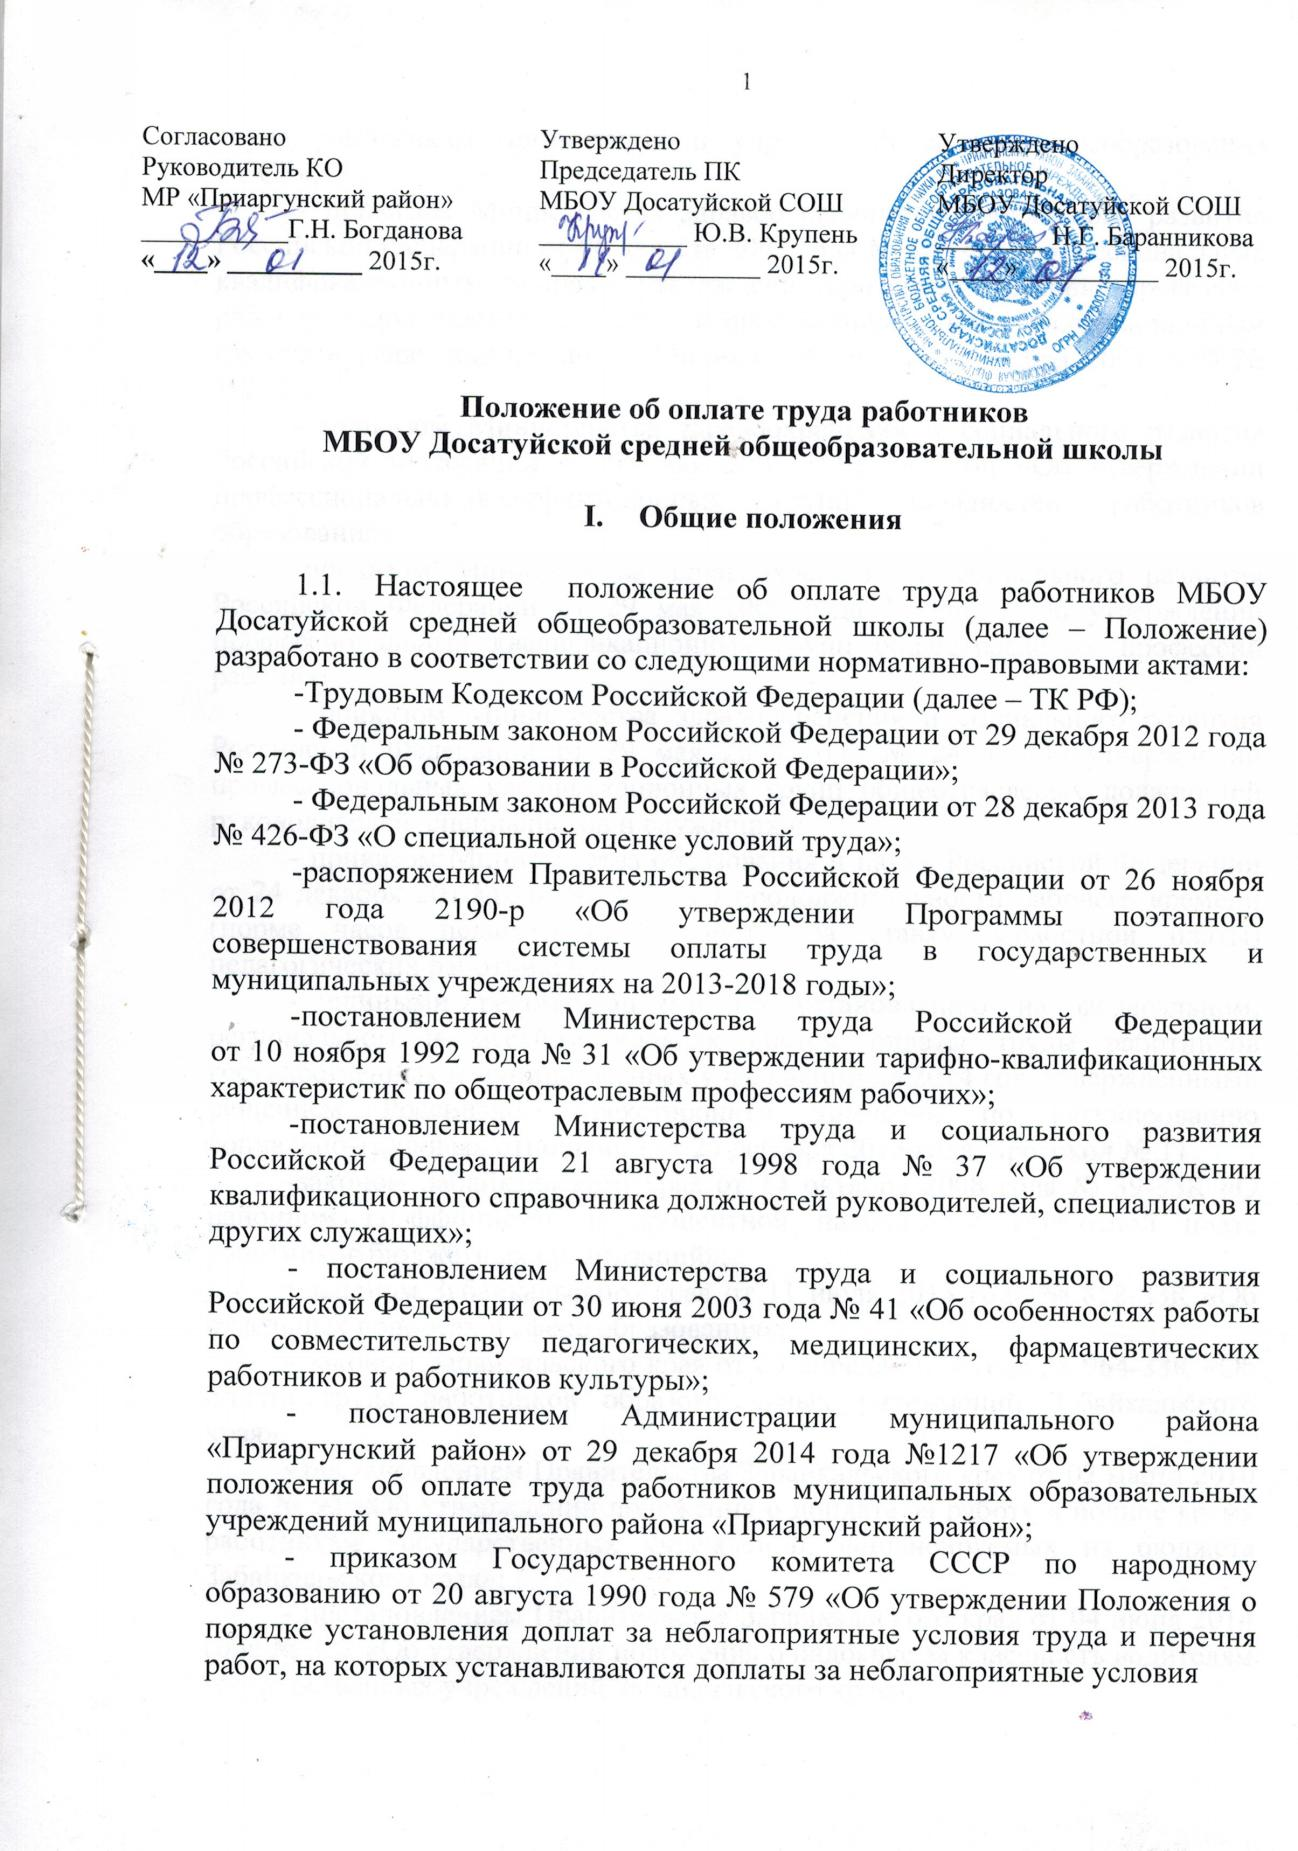 1
Согласовано
Руководитель КО
МР «Приаргунский район»
Г.Н. Богданова
«12» 01 2015г.
Утверждено
Председатель ПК
МБОУ Досатуйской СОШ
Ю.В. Крупень
« » 01 2015г.
Утверждено
Директор
МБОУ Досатуйской СОШ
Н.Г. Баранникова
«12» 01 2015г.
Положение об оплате труда работников
МБОУ Досатуйской средней общеобразовательной школы
I. Общие положения
1.1. Настоящее положение об оплате труда работников МБОУ
Досатуйской средней общеобразовательной школы (далее – Положение)
разработано в соответствии со следующими нормативно-правовыми актами:
-Трудовым Кодексом Российской Федерации (далее – ТК РФ);
- Федеральным законом Российской Федерации от 29 декабря 2012 года
№ 273-ФЗ «Об образовании в Российской Федерации»;
- Федеральным законом Российской Федерации от 28 декабря 2013 года
№ 426-ФЗ «О специальной оценке условий труда»;
-распоряжением Правительства Российской Федерации от 26 ноября
2012 года 2190-р «Об утверждении Программы поэтапного
совершенствования системы оплаты труда в государственных и
муниципальных учреждениях на 2013-2018 годы»;
-постановлением Министерства труда Российской Федерации
от 10 ноября 1992 года № 31 «Об утверждении тарифно-квалификационных
характеристик по общеотраслевым профессиям рабочих»;
-постановлением Министерства труда и социального развития
Российской Федерации 21 августа 1998 года № 37 «Об утверждении
квалификационного справочника должностей руководителей, специалистов и
других служащих»;
- постановлением Министерства труда и социального развития
Российской Федерации от 30 июня 2003 года № 41 «Об особенностях работы
по совместительству педагогических, медицинских, фармацевтических
работников и работников культуры»;
- постановлением Администрации муниципального района
«Приаргунский район» от 29 декабря 2014 года №1217 «Об утверждении
положения об оплате труда работников муниципальных образовательных
учреждений муниципального района «Приаргунский район»;
- приказом Государственного комитета СССР по народному
образованию от 20 августа 1990 года № 579 «Об утверждении Положения о
порядке установления доплат за неблагоприятные условия труда и перечня
работ, на которых устанавливаются доплаты за неблагоприятные условия